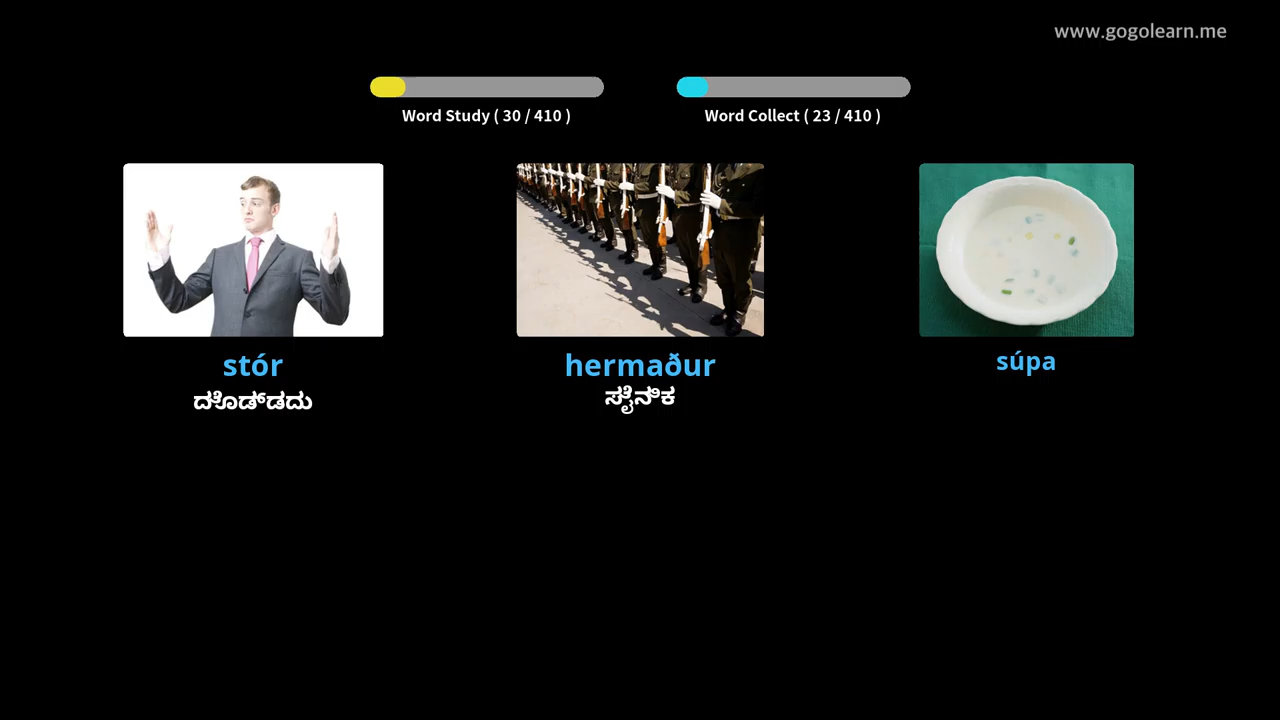 www.gogolearn.me
Word Study ( 30 / 410 )
Word Collect ( 23 / 410 )
stór
hermaður
súpa
ದೊಡ್ಡದು
ಸೈನಿಕ